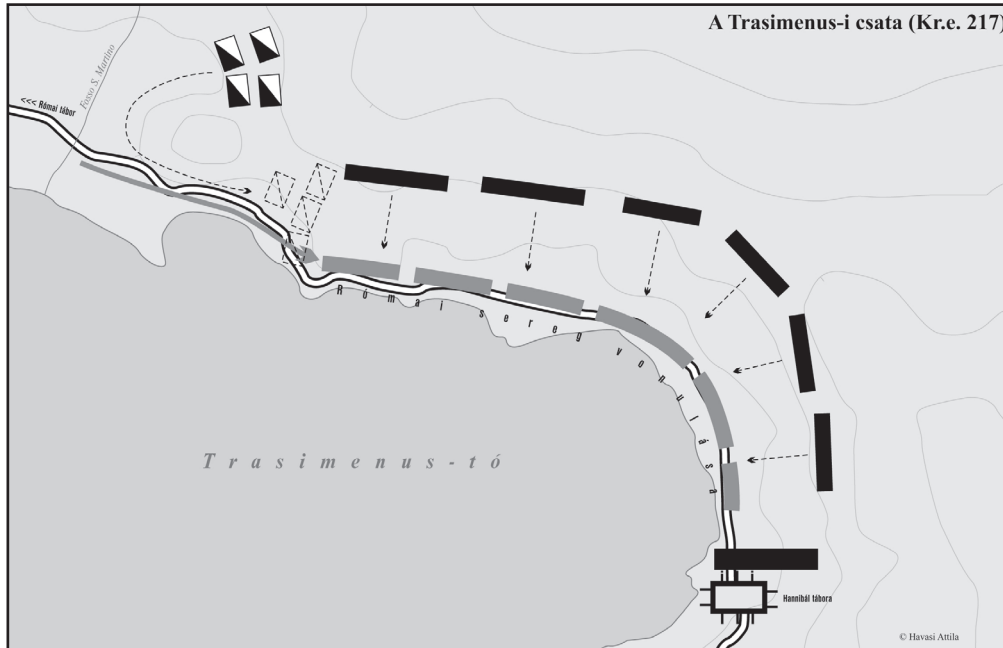 A Trasimenus-i csata (Kr.e. 217)
Fosso S. Martino
<<< Római tábor
Római sereg vonulása
Trasimenus-tó
Hannibál tábora
© Havasi Attila